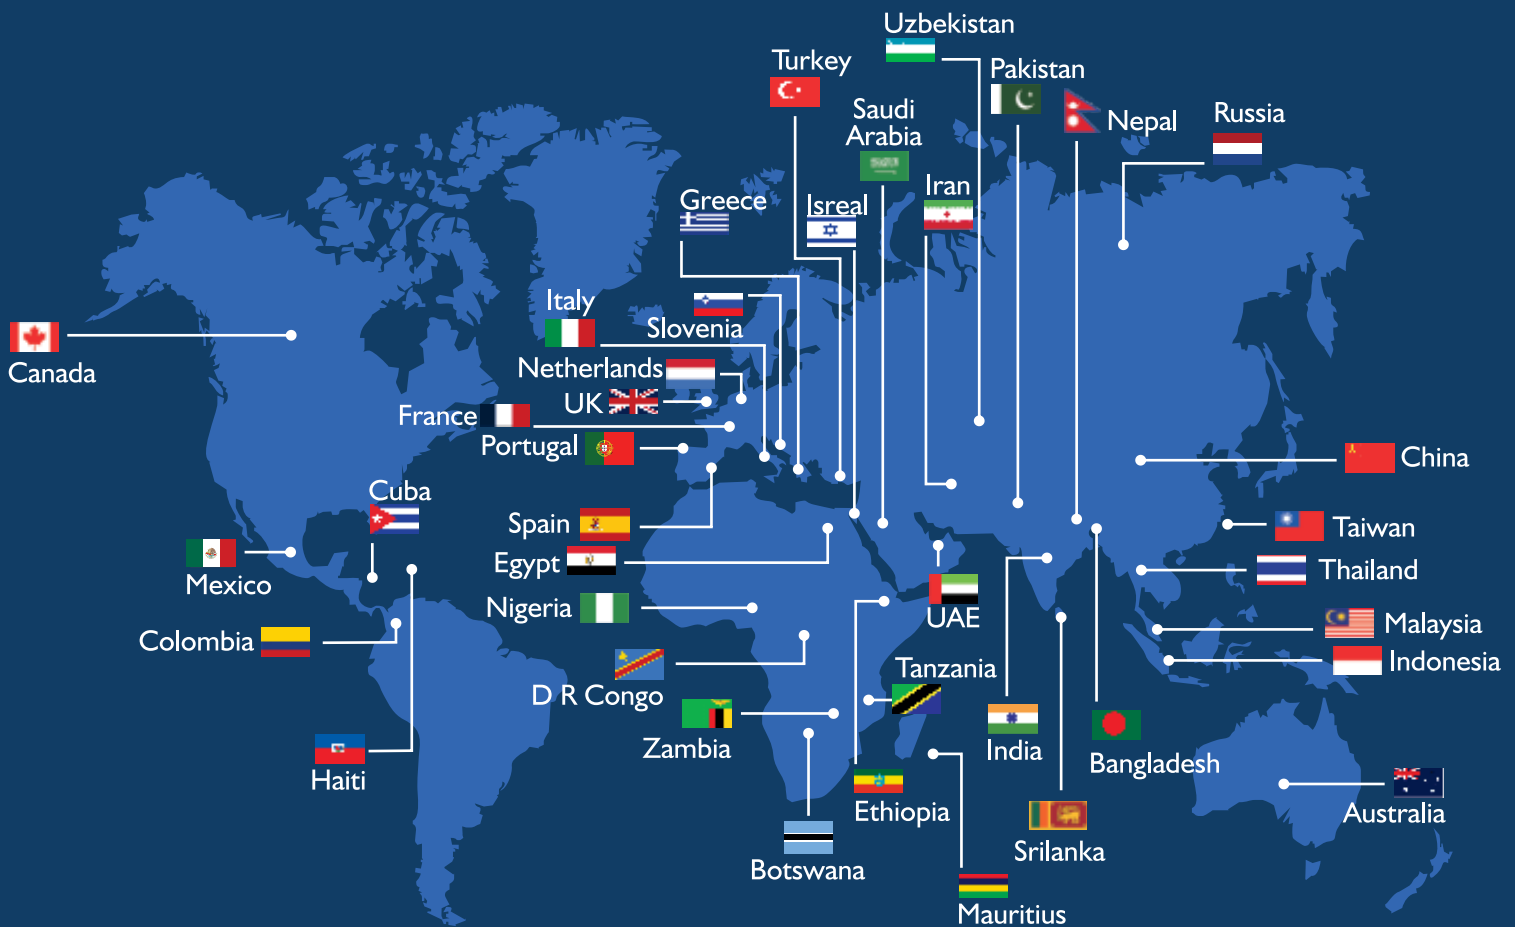 Uzbekistan
Turkey
Pakistan
Saudi
Arabia
Nepal
Russia
Iran
Greece
Isreal
Italy
Slovenia
Canada
Netherlands
UK
France
Portugal
China
Cuba
Spain
Taiwan
Egypt
Thailand
Mexico
Nigeria
UAE
Malaysia
Colombia
Indonesia
Tanzania
D R Congo
Zambia
India
Bangladesh
Haiti
Ethiopia
Australia
Srilanka
Botswana
Mauritius